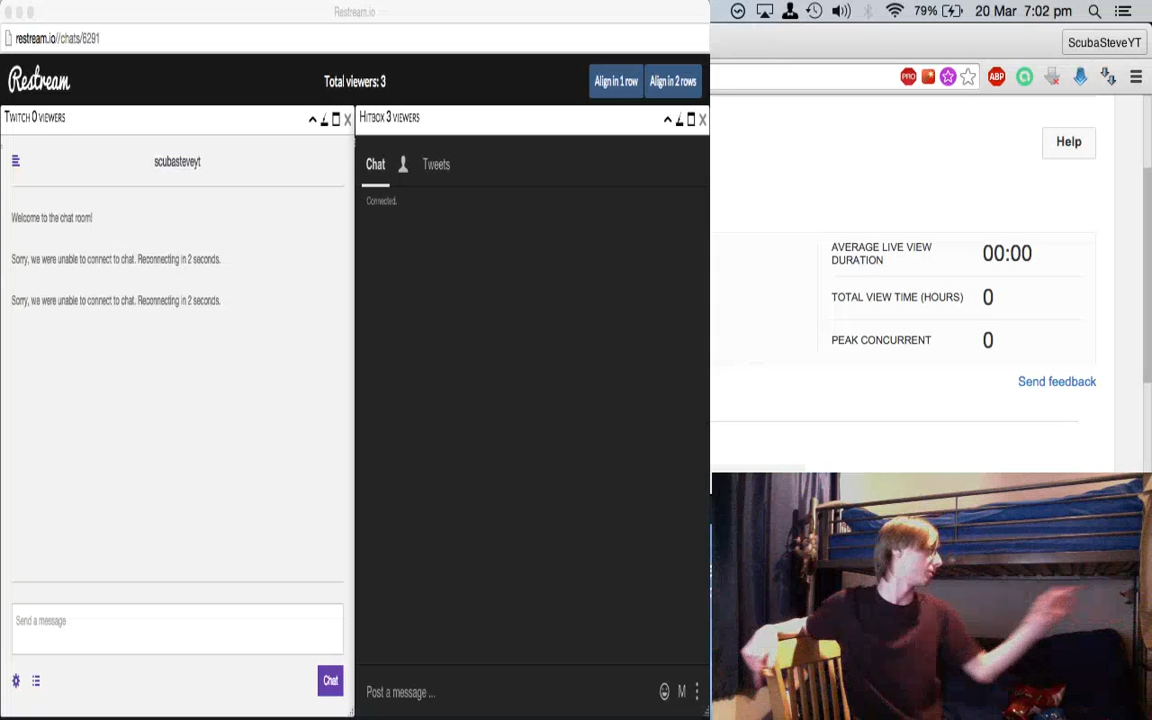 Restream.io
restream.io//chats/6291
Restream
Total viewers: 3
Align in 1 row
Align in 2 rows
TWITCH 0 VIEWERS
scubasteveyt
Welcome to the chat room!
Sorry, we were unable to connect to chat. Reconnecting in 2 seconds.
Sorry, we were unable to connect to chat. Reconnecting in 2 seconds.
Send a message
Chat
HITBOX 3 VIEWERS
Chat
Tweets
Connected.
Post a message ...
M
79%
20 Mar 7:02 pm
ScubaSteveYT
PRO
ABP
Help
AVERAGE LIVE VIEW
DURATION
00:00
TOTAL VIEW TIME (HOURS)
0
PEAK CONCURRENT
0
Send feedback